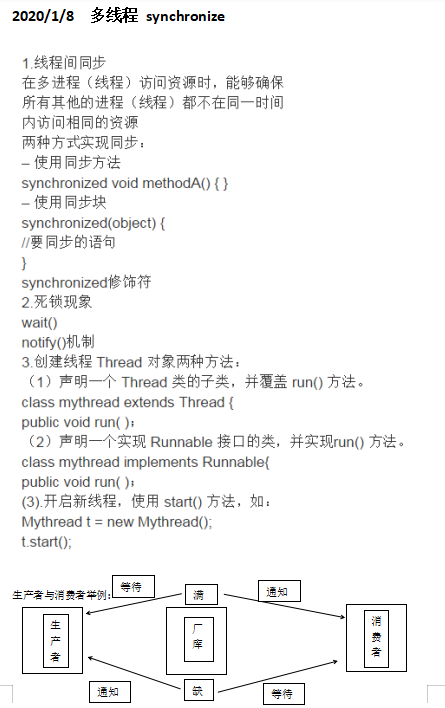 2020/1/8 多线程 synchronize
1.线程间同步
在多进程（线程）访问资源时，能够确保
所有其他的进程（线程）都不在同一时间
内访问相同的资源
两种方式实现同步：
– 使用同步方法
synchronized void methodA() { }
– 使用同步块
synchronized(object) {
//要同步的语句
}
synchronized修饰符
2.死锁现象
wait()
notify()机制
3.创建线程 Thread 对象两种方法：
（1）声明一个 Thread 类的子类，并覆盖 run() 方法。
class mythread extends Thread {
public void run( )；
（2）声明一个实现 Runnable 接口的类，并实现run() 方法。
class mythread implements Runnable{
public void run( )；
(3).开启新线程，使用 start() 方法，如：
Mythread t = new Mythread();
t.start();
生产者与消费者举例：
等待
满
通知
生产者
厂库
消费者
通知
缺
等待